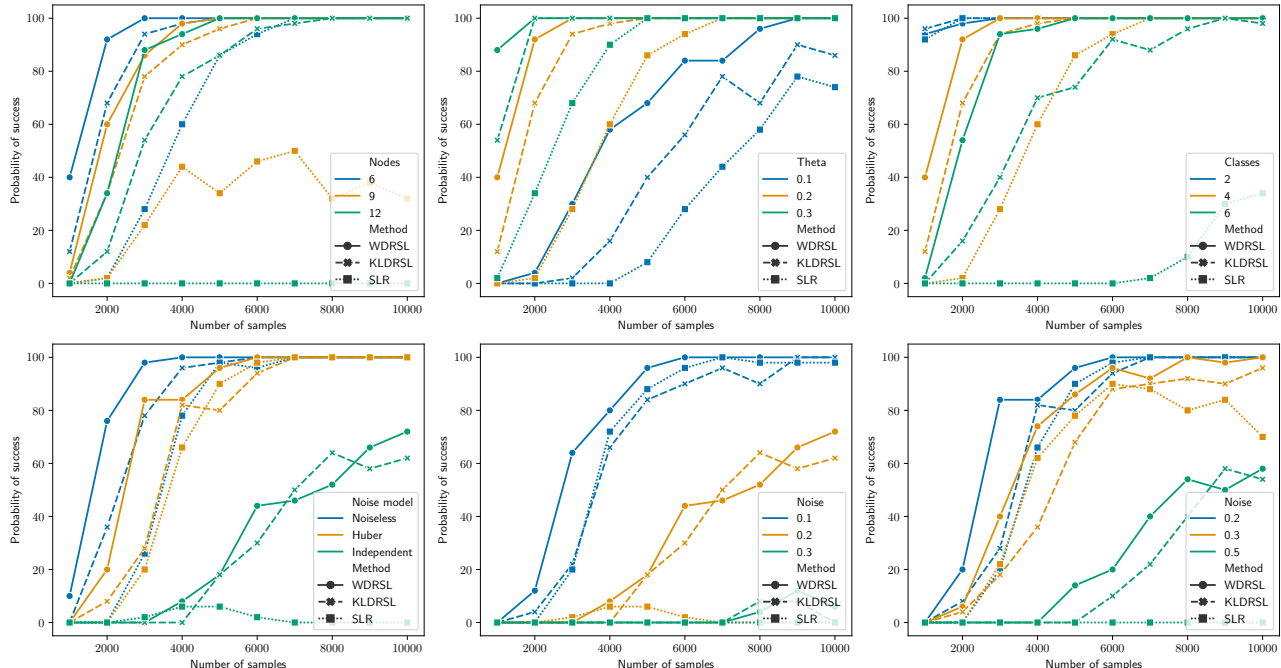 Probability of success
100
80
60
40
20
0
2000 4000 6000 8000 10000
Number of samples
Nodes
6
9
12
Method
WDRSL
KLDRSL
SLR
Probability of success
100
80
60
40
20
0
2000 4000 6000 8000 10000
Number of samples
Theta
0.1
0.2
0.3
Method
WDRSL
KLDRSL
SLR
Probability of success
100
80
60
40
20
0
2000 4000 6000 8000 10000
Number of samples
Classes
2
4
6
Method
WDRSL
KLDRSL
SLR
Probability of success
100
80
60
40
20
0
2000 4000 6000 8000 10000
Number of samples
Noise model
Noiseless
Huber
Independent
Method
WDRSL
KLDRSL
SLR
Probability of success
100
80
60
40
20
0
2000 4000 6000 8000 10000
Number of samples
Noise
0.1
0.2
0.3
Method
WDRSL
KLDRSL
SLR
Probability of success
100
80
60
40
20
0
2000 4000 6000 8000 10000
Number of samples
Noise
0.2
0.3
0.5
Method
WDRSL
KLDRSL
SLR